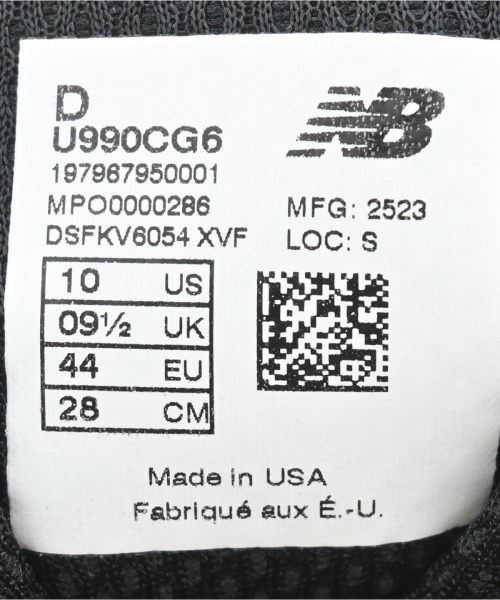 D
U990CG6
197967950001
MPO0000286
DSFKV6054 XVF
NB
MFG: 2523
LOC: S
10 US
09½ UK
44 EU
28 CM
Made in USA
Fabriqué aux É.-U.